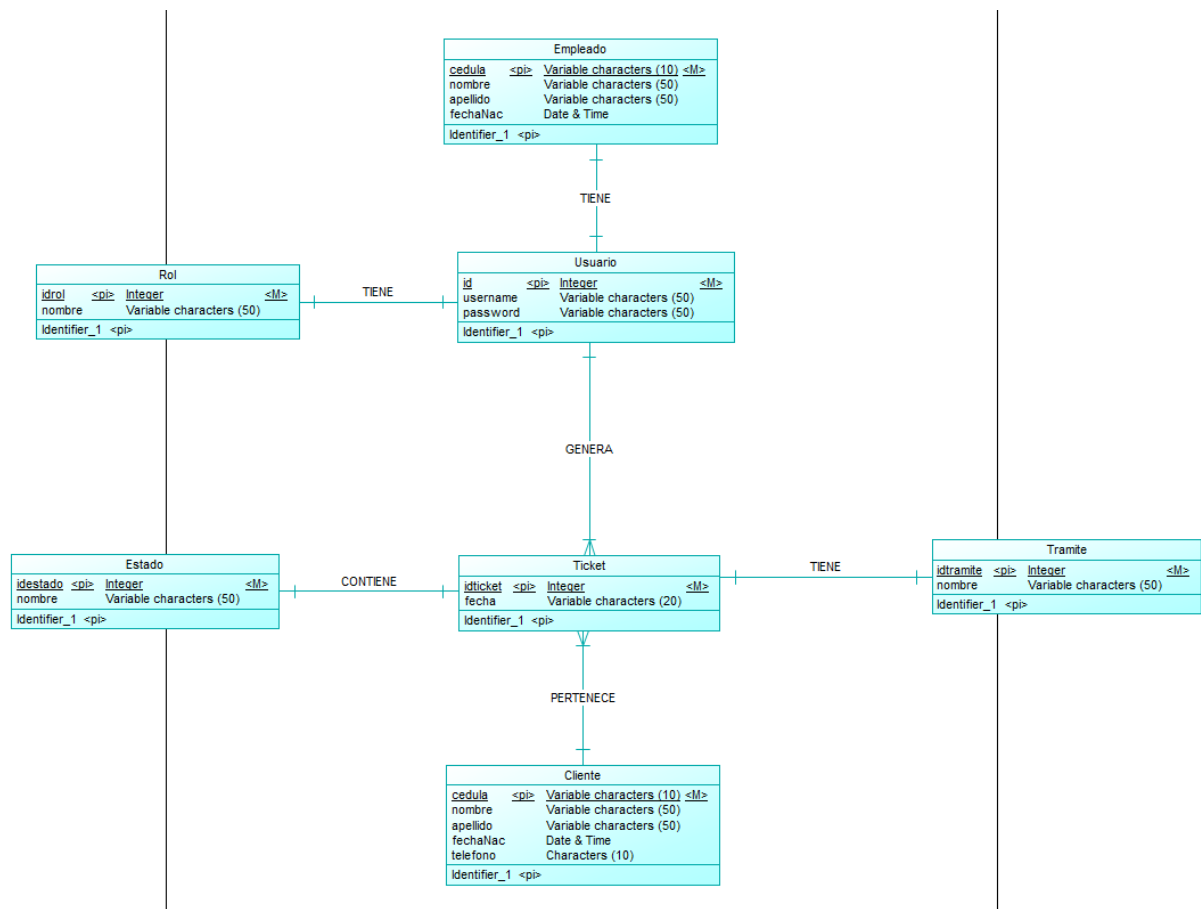 Empleado
cedula <pi> Variable characters (10) <M>
nombre Variable characters (50)
apellido Variable characters (50)
fechaNac Date & Time
Identifier_1 <pi>
TIENE
Rol
idrol <pi> Integer <M>
nombre Variable characters (50)
Identifier_1 <pi>
TIENE
Usuario
id <pi> Integer <M>
username Variable characters (50)
password Variable characters (50)
Identifier_1 <pi>
GENERA
Estado
idestado <pi> Integer <M>
nombre Variable characters (50)
Identifier_1 <pi>
CONTIENE
Ticket
idticket <pi> Integer <M>
fecha Variable characters (20)
Identifier_1 <pi>
TIENE
Tramite
idtramite <pi> Integer <M>
nombre Variable characters (50)
Identifier_1 <pi>
PERTENECE
Cliente
cedula <pi> Variable characters (10) <M>
nombre Variable characters (50)
apellido Variable characters (50)
fechaNac Date & Time
telefono Characters (10)
Identifier_1 <pi>